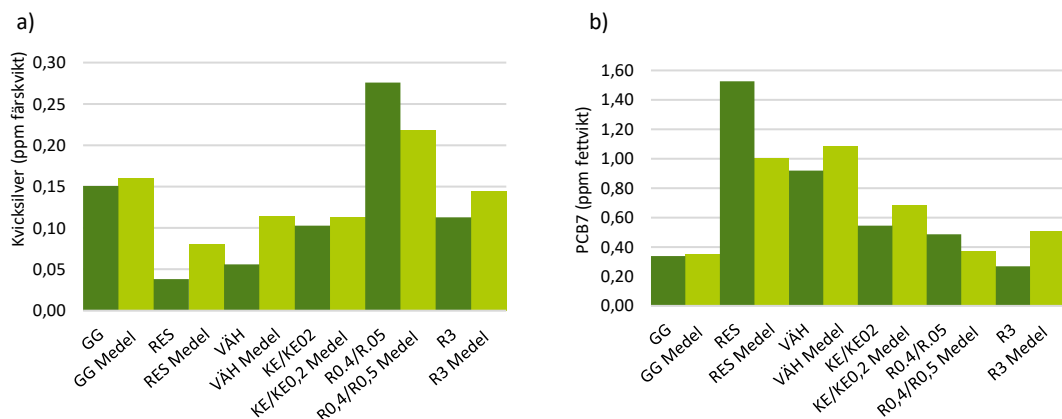 a)
Kvicksilver (ppm färskvikt)
0,30
0,25
0,20
0,15
0,10
0,05
0,00
GG
GG Medel
RES
RES Medel
VÄH
VÄH Medel
KE/KE02
KE/KE0,2 Medel
R0.4/R.05
R0,4/R0,5 Medel
R3
R3 Medel
b)
PCB7 (ppm fettvikt)
1,60
1,40
1,20
1,00
0,80
0,60
0,40
0,20
0,00
GG
GG Medel
RES
RES Medel
VÄH
VÄH Medel
KE/KE02
KE/KE0,2 Medel
R0.4/R.05
R0,4/R0,5 Medel
R3
R3 Medel